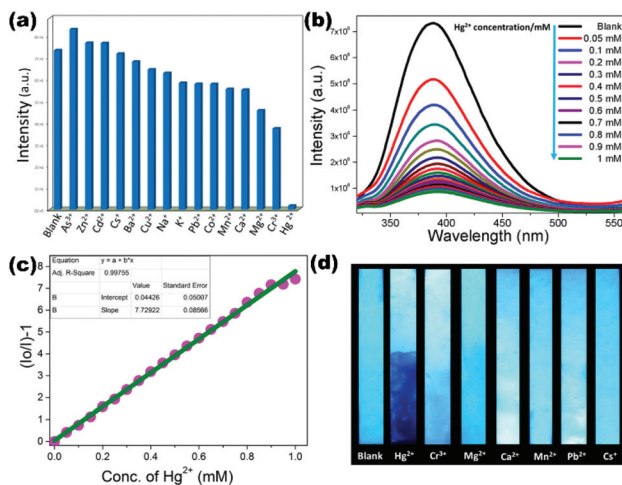 (a)
Intensity (a.u.)
Blank
As³⁺
Zn²⁺
Cd²⁺
Cs⁺
Ba²⁺
Cu²⁺
Na⁺
K⁺
Pb²⁺
Co²⁺
Mn²⁺
Ca²⁺
Mg²⁺
Cr³⁺
Hg²⁺
(b)
Hg²⁺ concentration/mM
Blank
0.05 mM
0.1 mM
0.2 mM
0.3 mM
0.4 mM
0.5 mM
0.6 mM
0.7 mM
0.8 mM
0.9 mM
1 mM
7x10⁶
6x10⁶
5x10⁶
4x10⁶
3x10⁶
2x10⁶
1x10⁶
Intensity (a.u.)
350 400 450 500 550
Wavelength (nm)
(c)
Equation y = a + b*x
Adj. R-Square 0.99755
Value Standard Error
B Intercept 0.04426 0.05007
B Slope 7.72922 0.08566
8
7
6
5
4
3
2
1
0
(Io/I)-1
0.0 0.2 0.4 0.6 0.8 1.0
Conc. of Hg²⁺ (mM)
(d)
Blank Hg²⁺ Cr³⁺ Mg²⁺ Ca²⁺ Mn²⁺ Pb²⁺ Cs⁺